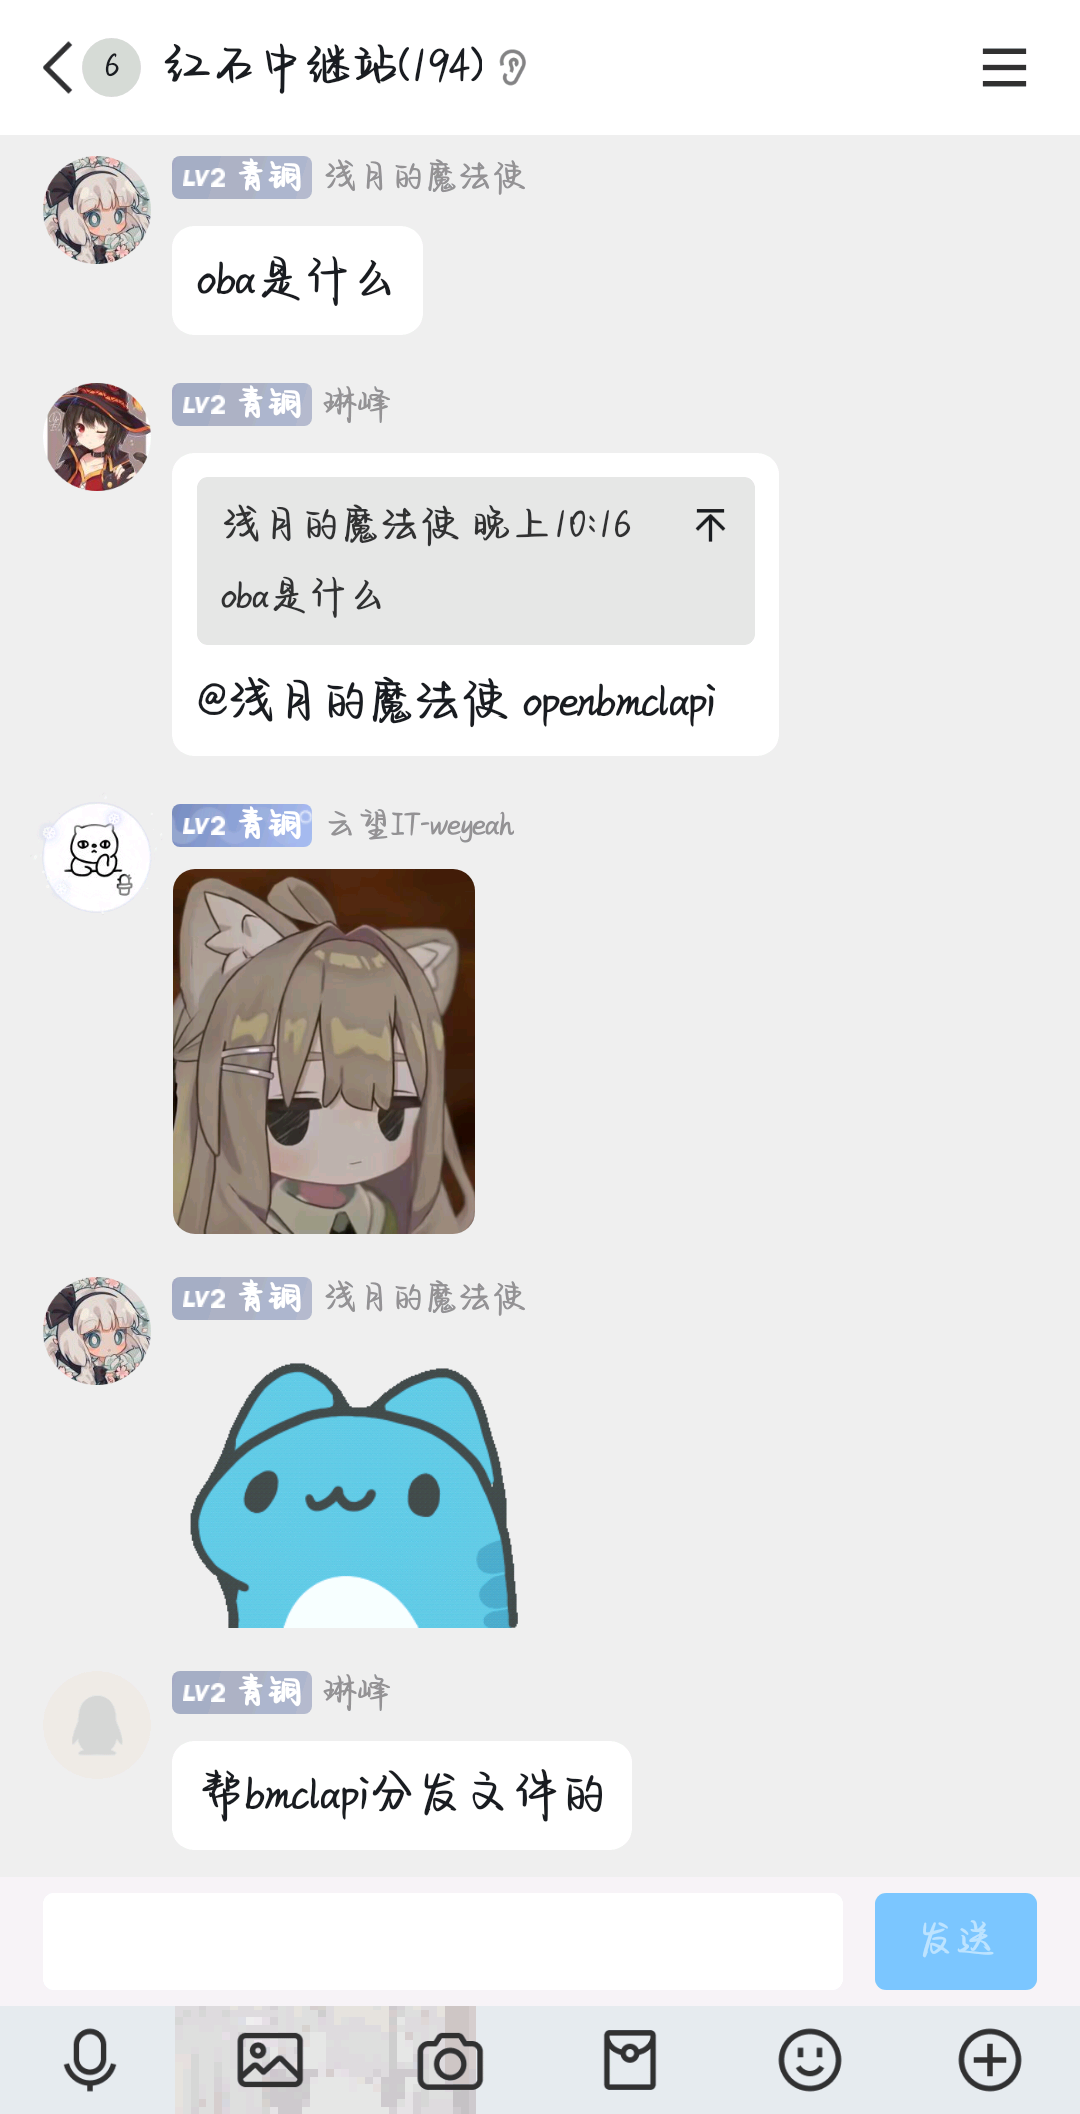 6 红石中继站(194)
LV2 青铜 浅月的魔法使
oba是什么
LV2 青铜 琳峰
浅月的魔法使 晚上10:16
oba是什么
@浅月的魔法使 openbmclapi
LV2 青铜 云望IT-weyeah
LV2 青铜 浅月的魔法使
LV2 青铜 琳峰
帮bmclapi分发文件的
发送